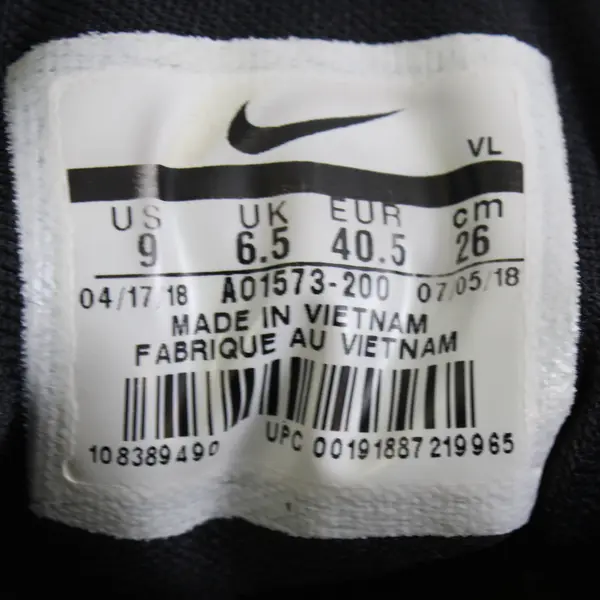 VL
US UK EUR cm
9 6.5 40.5 26
04/17/18 AO1573-200 07/05/18
MADE IN VIETNAM
FABRIQUE AU VIETNAM
108389490 UPC 00191887219965